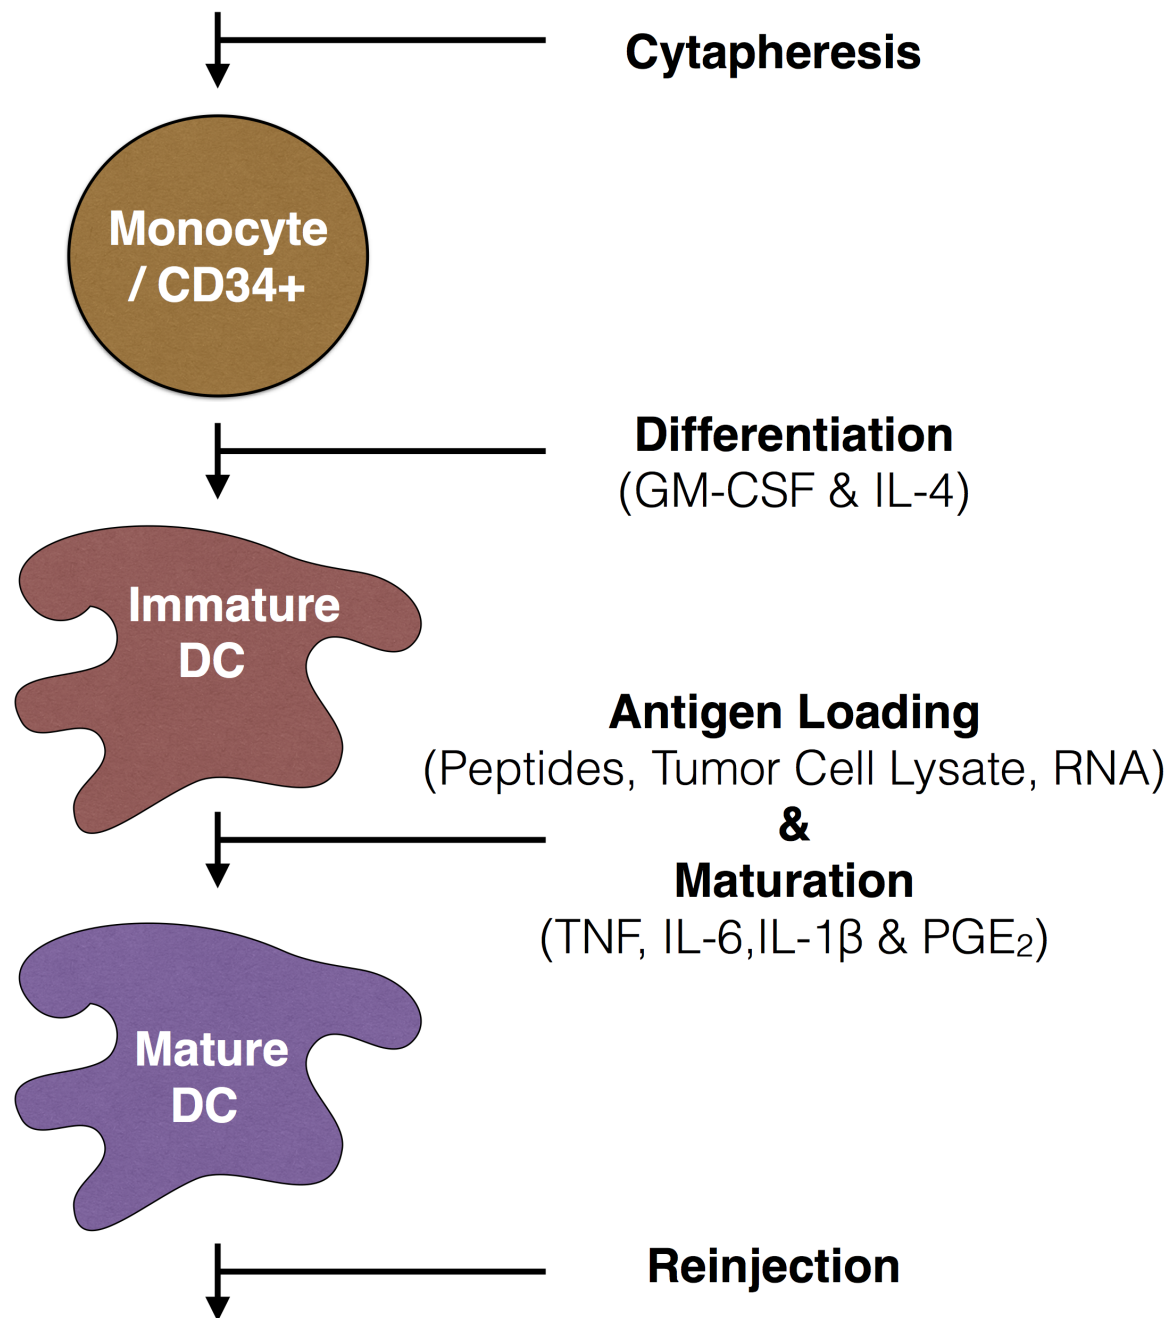 Cytapheresis
Monocyte
/ CD34+
Differentiation
(GM-CSF & IL-4)
Immature
DC
Antigen Loading
(Peptides, Tumor Cell Lysate, RNA)
&
Maturation
(TNF, IL-6,IL-1β & PGE₂)
Mature
DC
Reinjection